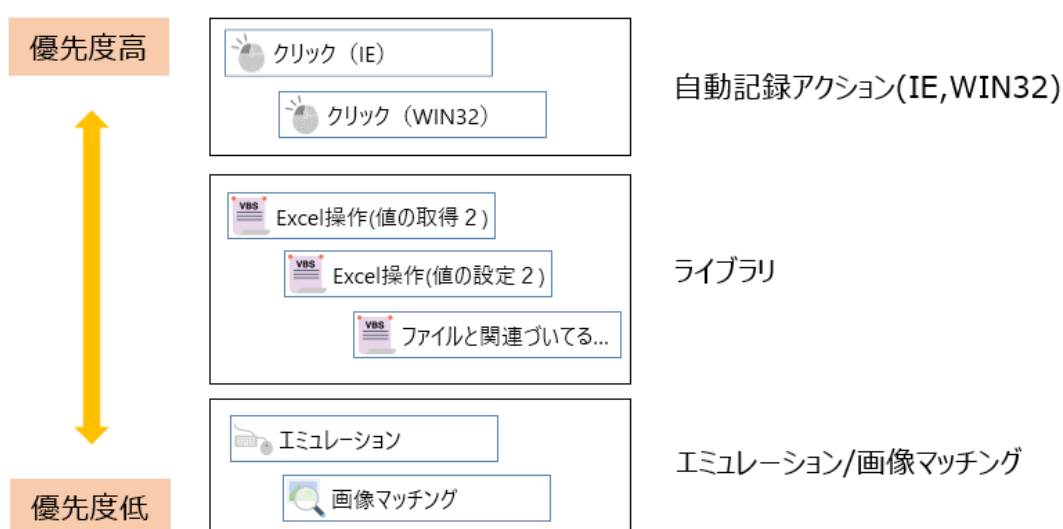 優先度高
クリック（IE）
クリック（WIN32）
自動記録アクション(IE,WIN32)
VBS Excel操作(値の取得２)
VBS Excel操作(値の設定２)
VBS ファイルと関連づいてる...
ライブラリ
エミュレーション
画像マッチング
エミュレーション/画像マッチング
優先度低